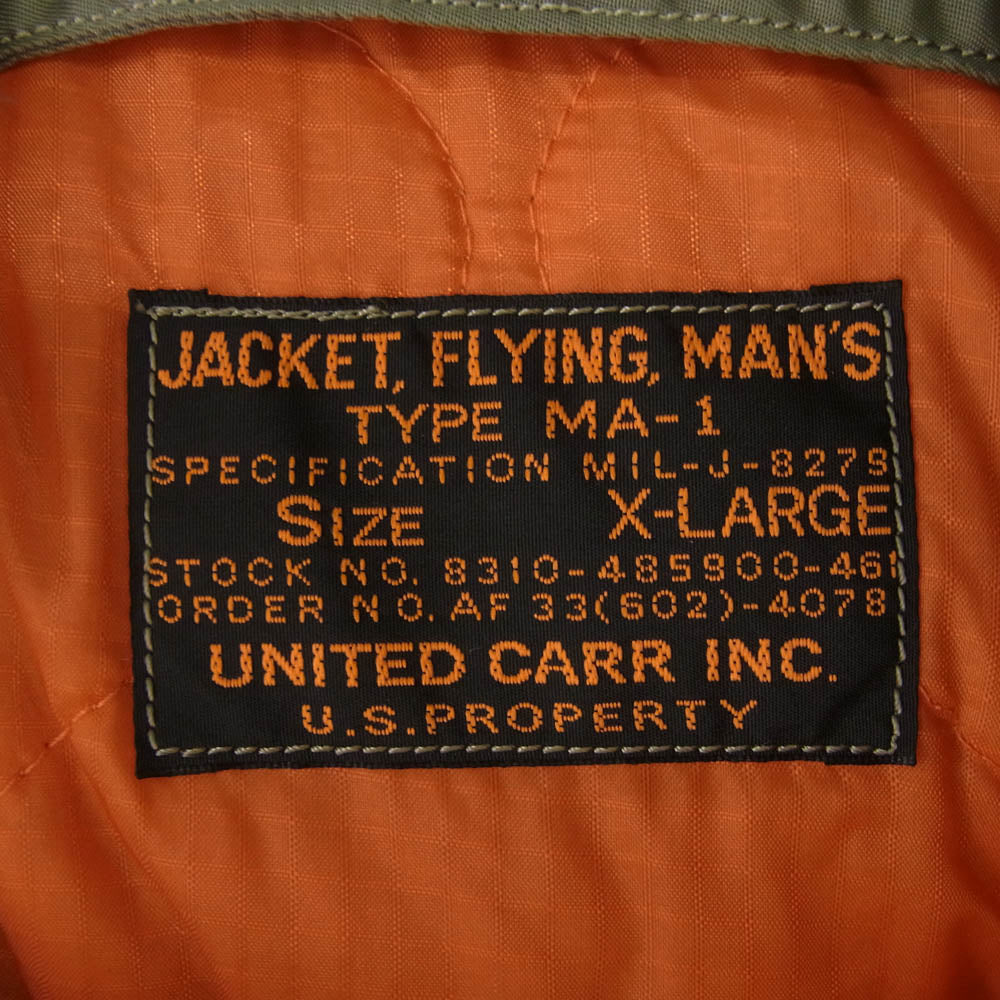 JACKET, FLYING, MAN'S
TYPE MA-1
SPECIFICATION MIL-J-8279
SIZE X-LARGE
STOCK NO. 8310-485900-461
ORDER NO. AF 33(602)-4078
UNITED CARR INC.
U.S.PROPERTY